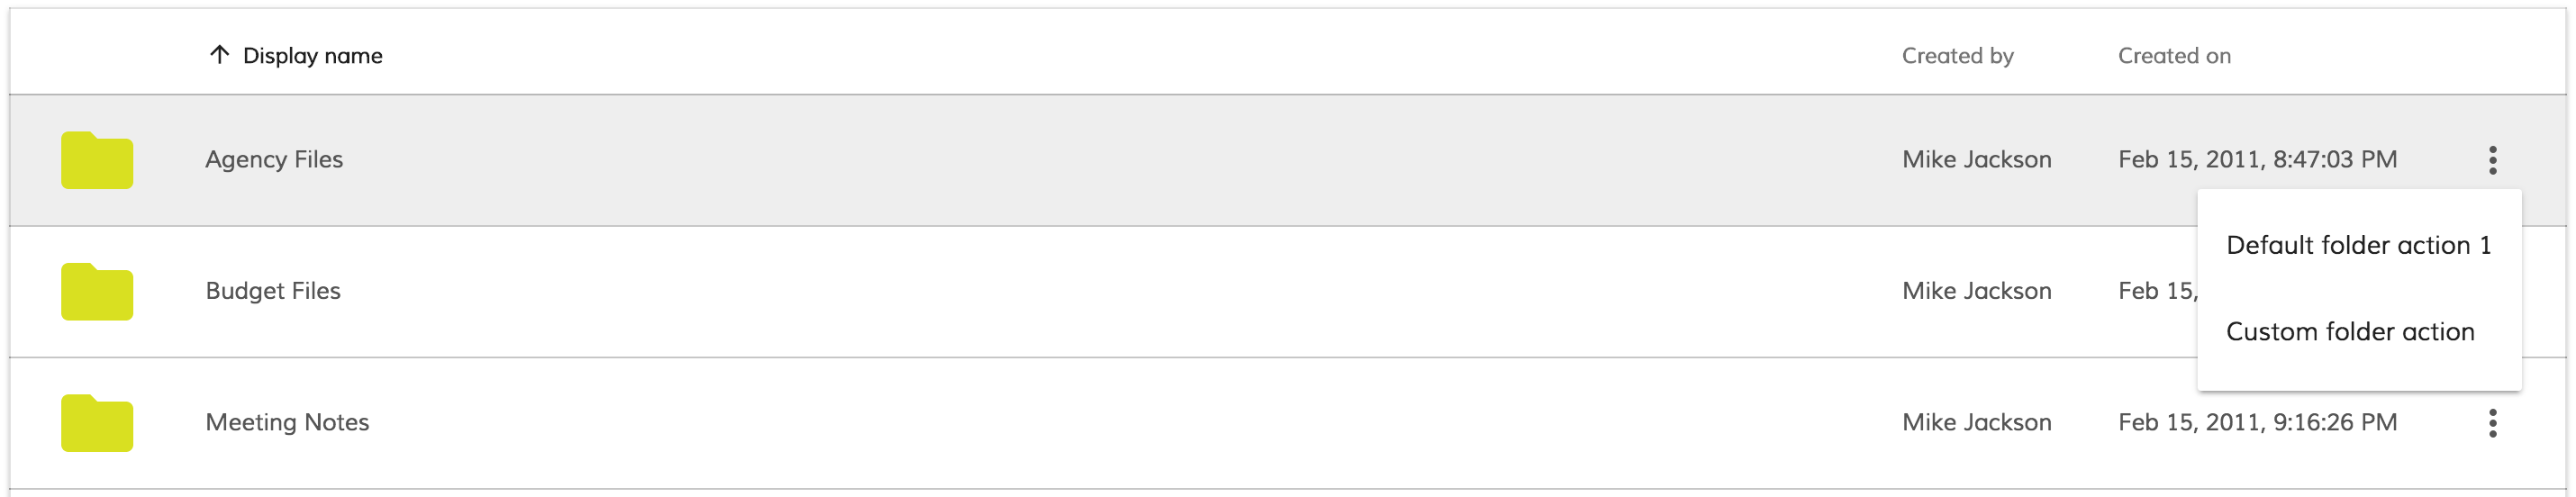 Display name Created by Created on
Agency Files Mike Jackson Feb 15, 2011, 8:47:03 PM
Default folder action 1
Budget Files Mike Jackson Feb 15,
Custom folder action
Meeting Notes Mike Jackson Feb 15, 2011, 9:16:26 PM